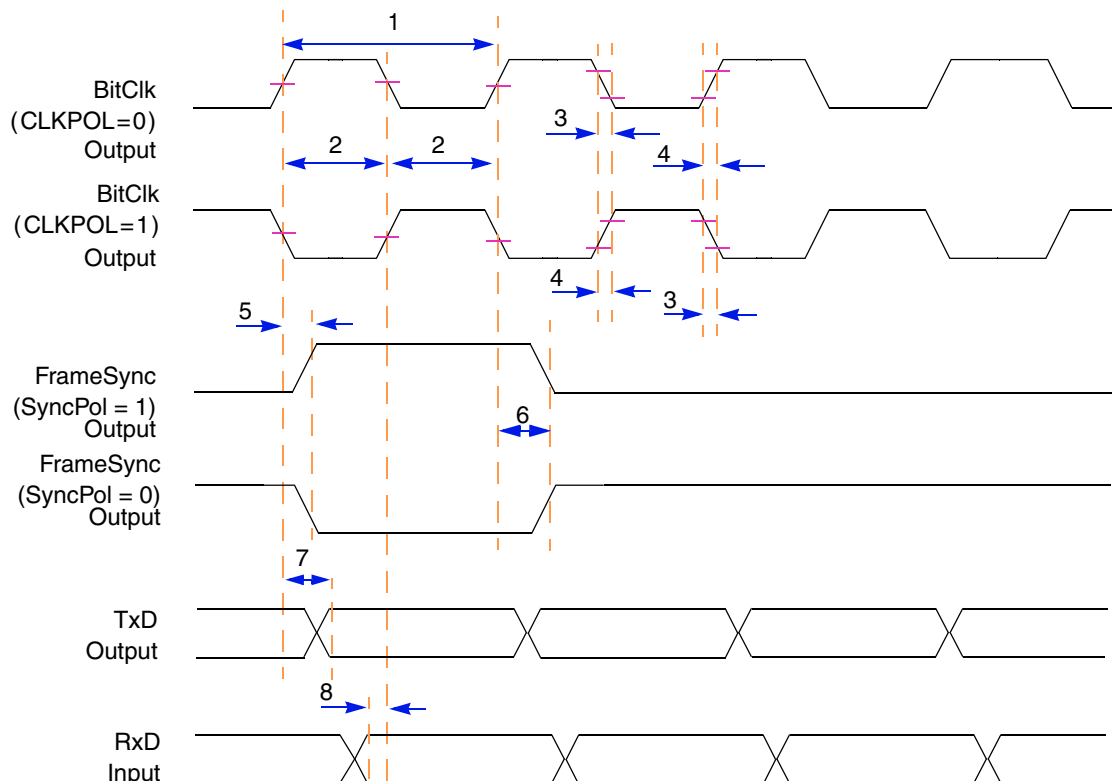 1
BitClk
(CLKPOL=0)
Output
3
2
2
4
BitClk
(CLKPOL=1)
Output
4
3
5
FrameSync
(SyncPol = 1)
Output
6
FrameSync
(SyncPol = 0)
Output
7
TxD
Output
8
RxD
Input